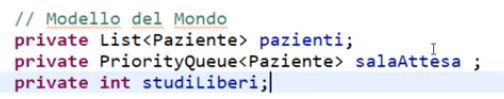 // Modello del Mondo
private List<Paziente> pazienti;
private PriorityQueue<Paziente> salaAttesa ;
private int studiLiberi;